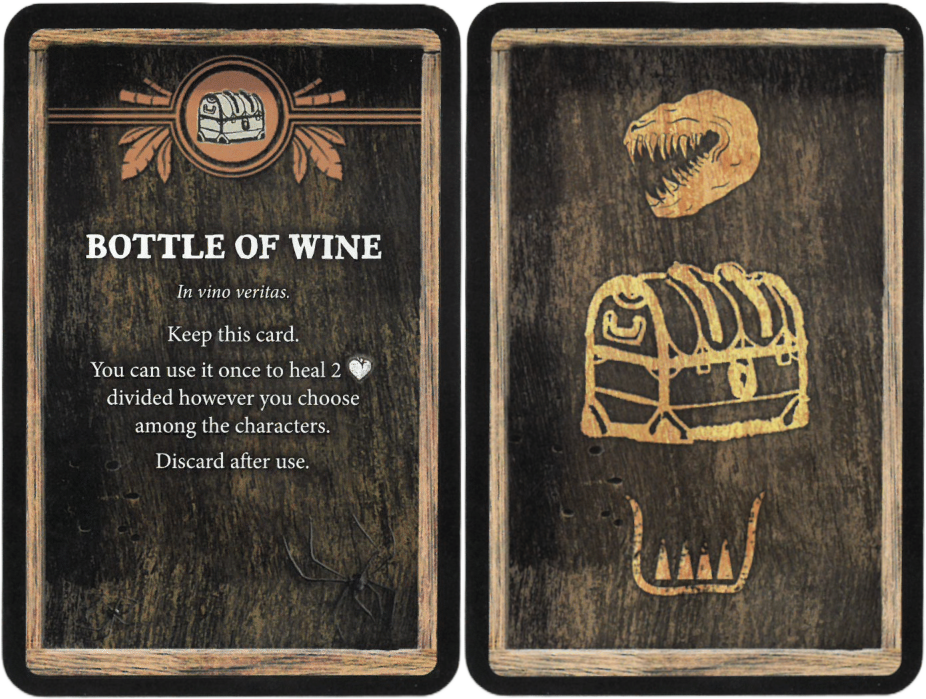 BOTTLE OF WINE
In vino veritas.
Keep this card.
You can use it once to heal 2
divided however you choose
among the characters.
Discard after use.